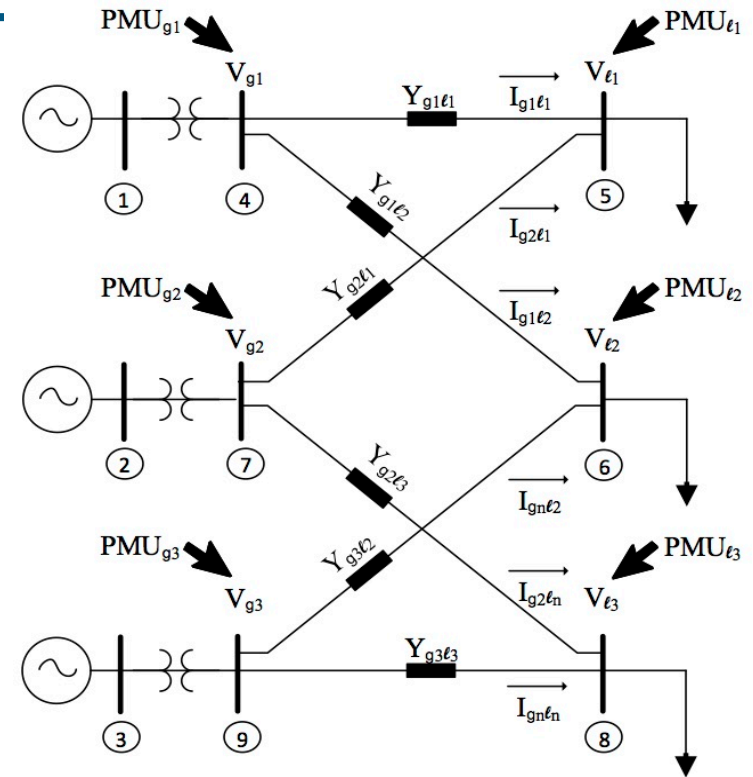 PMUg1
PMUℓ1
Vg1
Vℓ1
Yg1ℓ1
Ig1ℓ1
1
4
5
Yg1ℓ2
Ig2ℓ1
Yg2ℓ1
PMUg2
Ig1ℓ2
PMUℓ2
Vg2
Vℓ2
2
7
6
Yg2ℓ3
Ignℓ2
PMUg3
Yg3ℓ2
PMUℓ3
Vg3
Ig2ℓn
Vℓ3
Yg3ℓ3
Ignℓn
3
9
8